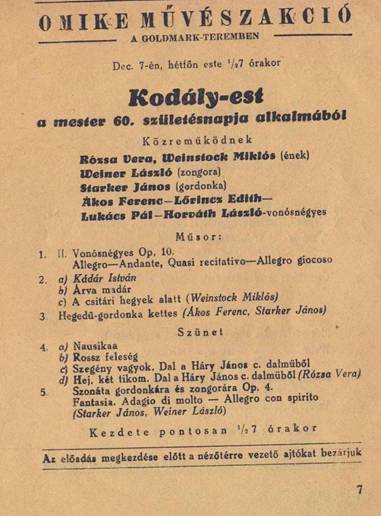 OMIKE MŰVÉSZAKCIÓ
A GOLDMARK-TEREMBEN
Dec. 7-én, hétfőn este ½7 órakor
Kodály-est
a mester 60. születésnapja alkalmából
Közreműködnek
Rózsa Vera, Weinstock Miklós (ének)
Weiner László (zongora)
Starker János (gordonka)
Ákos Ferenc—Lőrincz Edith—
Lukács Pál—Horváth László-vonósnégyes
Műsor:
1. II. Vonósnégyes Op. 10.
Allegro—Andante, Quasi recitativo—Allegro giocoso
2. a) Kádár István
b) Árva madár
c) A csitári hegyek alatt (Weinstock Miklós)
3 Hegedű-gordonka kettes (Ákos Ferenc, Starker János)
Szünet
4. a) Nausikaa
b) Rossz feleség
c) Szegény vagyok. Dal a Háry János c. dalműből
d) Hej, két tikom. Dal a Háry János c. dalműből (Rózsa Vera)
5. Szonáta gordonkára és zongorára Op. 4.
Fantasia. Adagio di molto — Allegro con spirito
(Starker János, Weiner László)
Kezdete pontosan ½7 órakor
Az előadás megkezdése előtt a nézőtérre vezető ajtókat bezárjuk
7